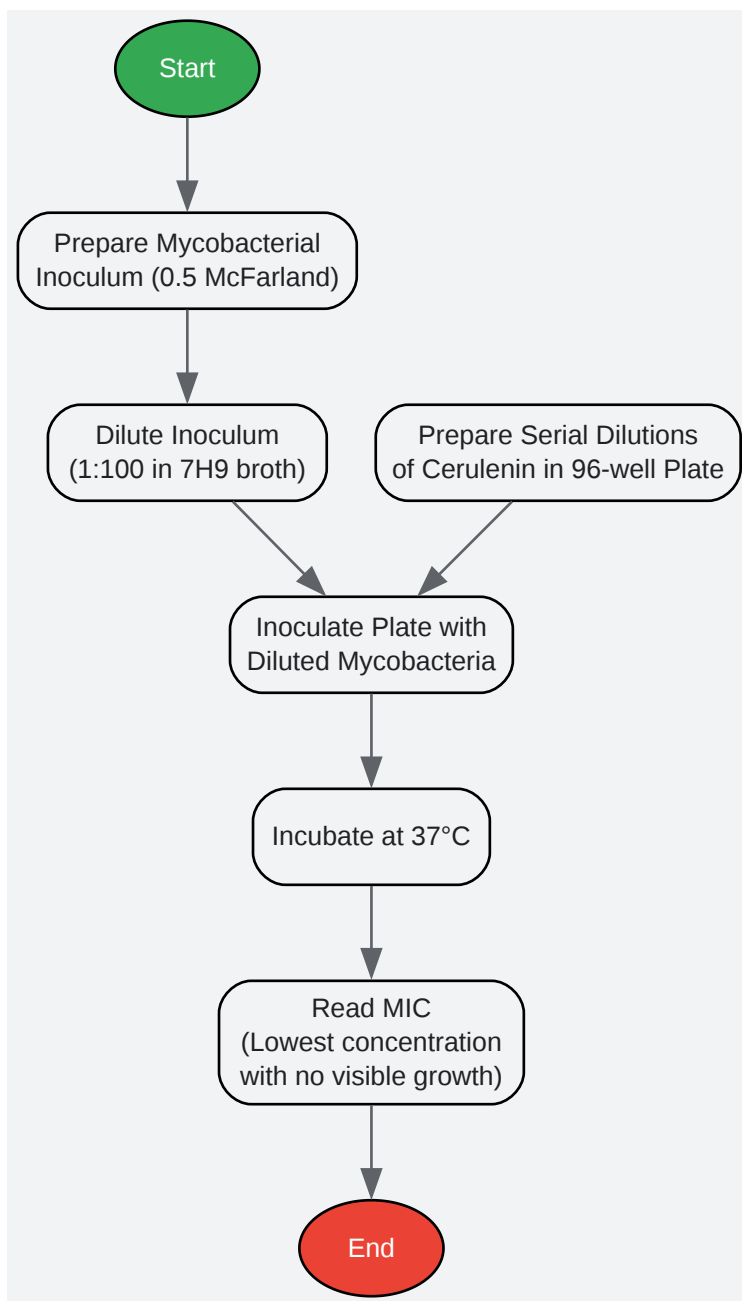 Start
Prepare Mycobacterial
Inoculum (0.5 McFarland)
Dilute Inoculum
(1:100 in 7H9 broth)
Prepare Serial Dilutions
of Cerulenin in 96-well Plate
Inoculate Plate with
Diluted Mycobacteria
Incubate at 37°C
Read MIC
(Lowest concentration
with no visible growth)
End